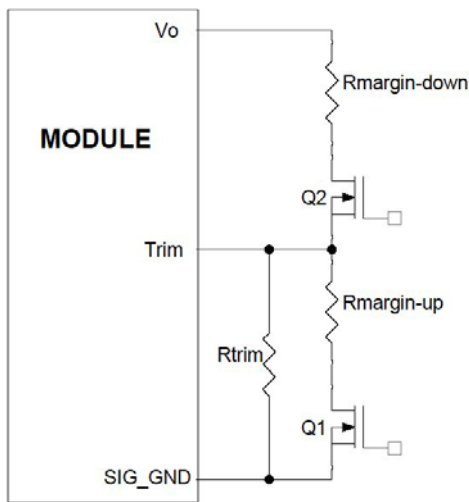 Vo
Rmargin-down
MODULE
Q2
Trim
Rmargin-up
Rtrim
Q1
SIG_GND